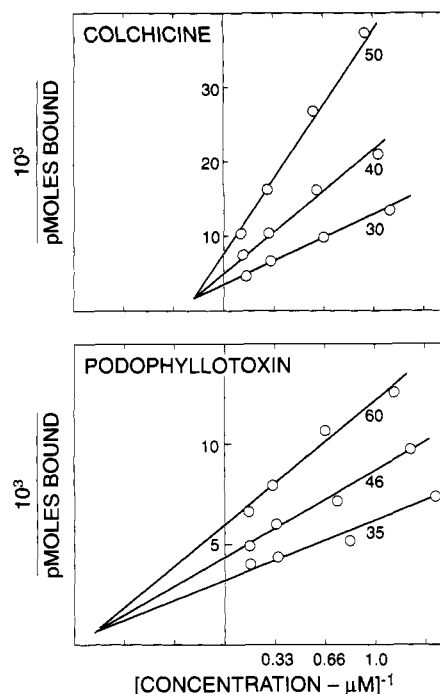 COLCHICINE
50
30
40
20
10
30
10³
pMOLES BOUND
PODOPHYLLOTOXIN
60
10
46
5
35
10³
pMOLES BOUND
0.33 0.66 1.0
[CONCENTRATION – μM]⁻¹